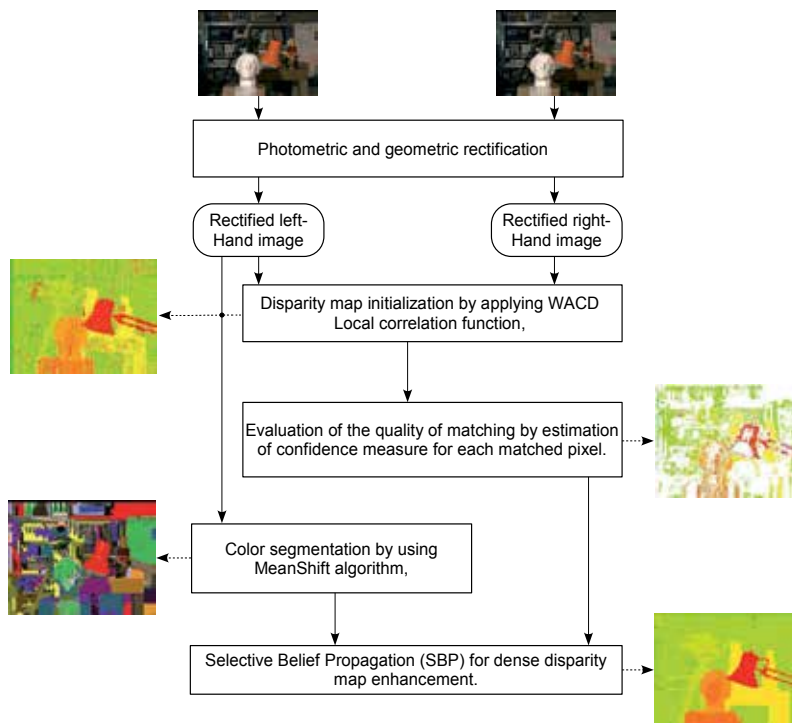 Photometric and geometric rectification
Rectified left-
Hand image
Rectified right-
Hand image
Disparity map initialization by applying WACD
Local correlation function,
Evaluation of the quality of matching by estimation
of confidence measure for each matched pixel.
Color segmentation by using
MeanShift algorithm,
Selective Belief Propagation (SBP) for dense disparity
map enhancement.